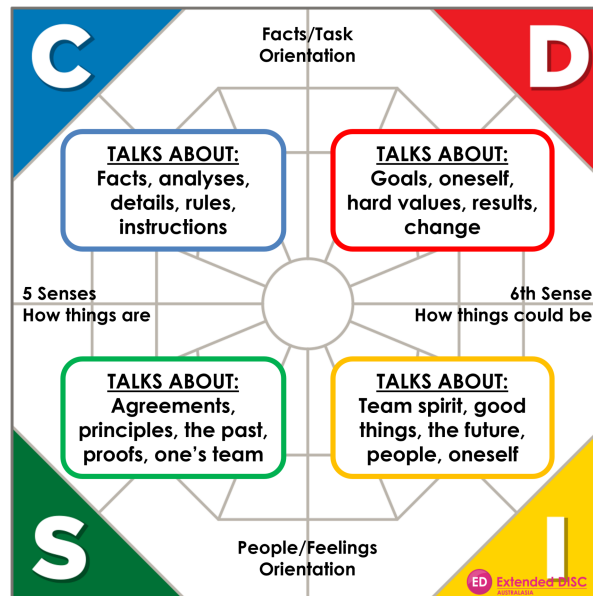 C
Facts/Task
Orientation
D
TALKS ABOUT:
Facts, analyses,
details, rules,
instructions
TALKS ABOUT:
Goals, oneself,
hard values, results,
change
5 Senses
How things are
6th Sense
How things could be
TALKS ABOUT:
Agreements,
principles, the past,
proofs, one's team
TALKS ABOUT:
Team spirit, good
things, the future,
people, oneself
S
People/Feelings
Orientation
I
ED Extended DISC
AUSTRALASIA